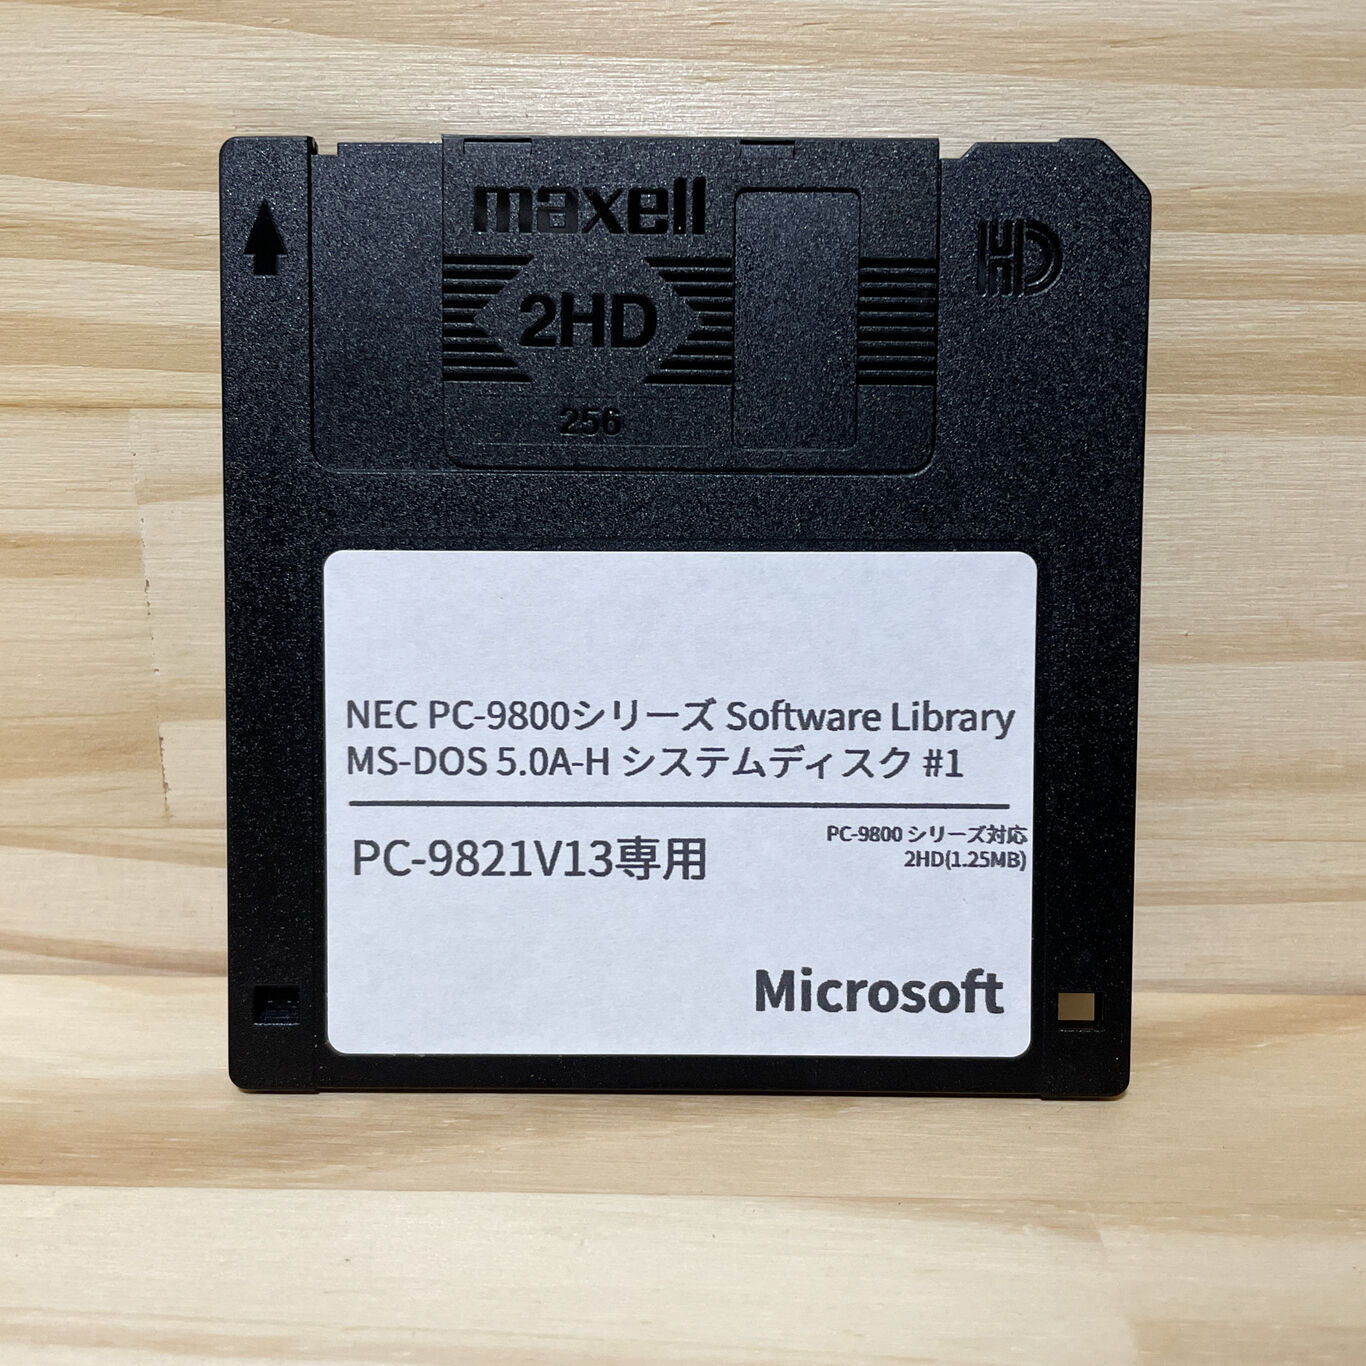 maxell
HD
2HD
256
NEC PC-9800シリーズ Software Library
MS-DOS 5.0A-H システムディスク #1
PC-9821V13専用
PC-9800 シリーズ対応
2HD(1.25MB)
Microsoft